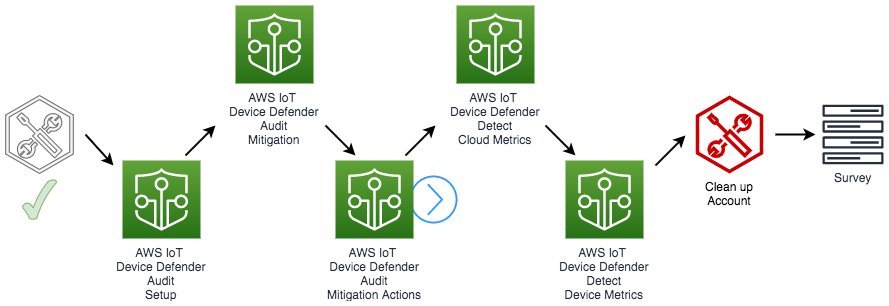 AWS IoT
Device Defender
Audit
Mitigation
AWS IoT
Device Defender
Detect
Cloud Metrics
AWS IoT
Device Defender
Audit
Setup
AWS IoT
Device Defender
Audit
Mitigation Actions
AWS IoT
Device Defender
Detect
Device Metrics
Clean up
Account
Survey